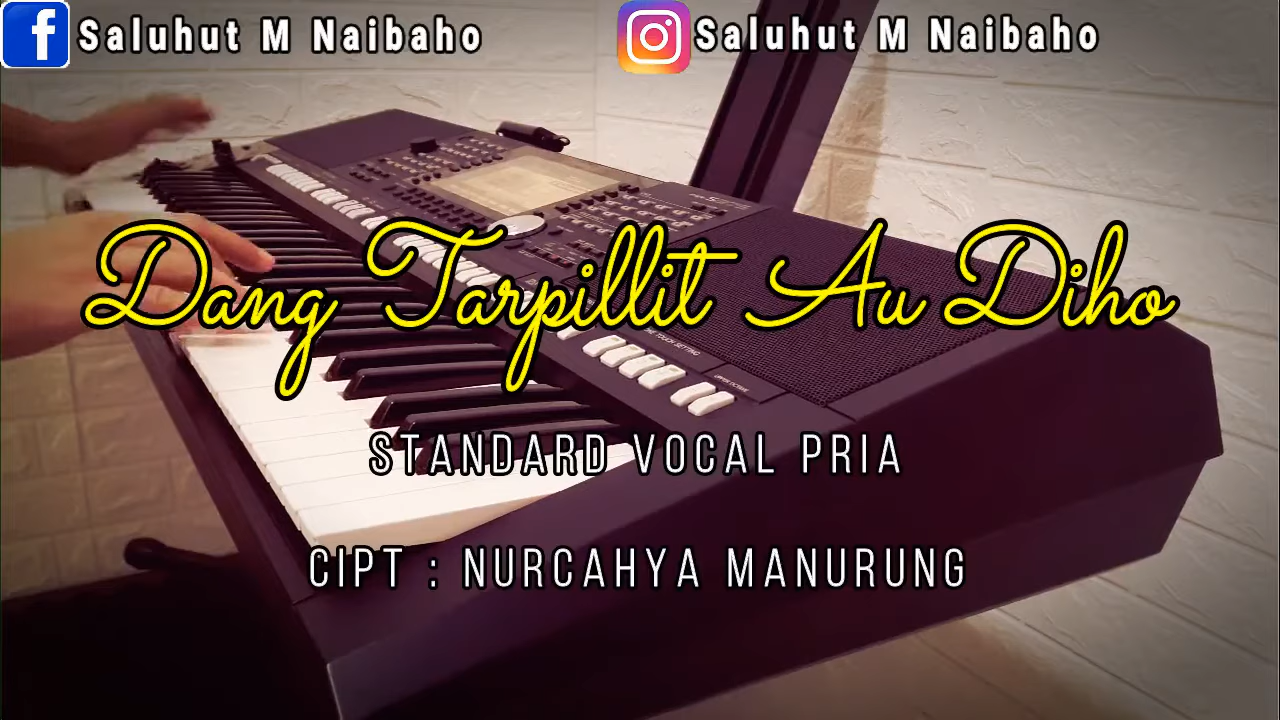 Saluhut M Naibaho
Saluhut M Naibaho
Dang Tarpillit Au Diho
STANDARD VOCAL PRIA
CIPT : NURCAHYA MANURUNG